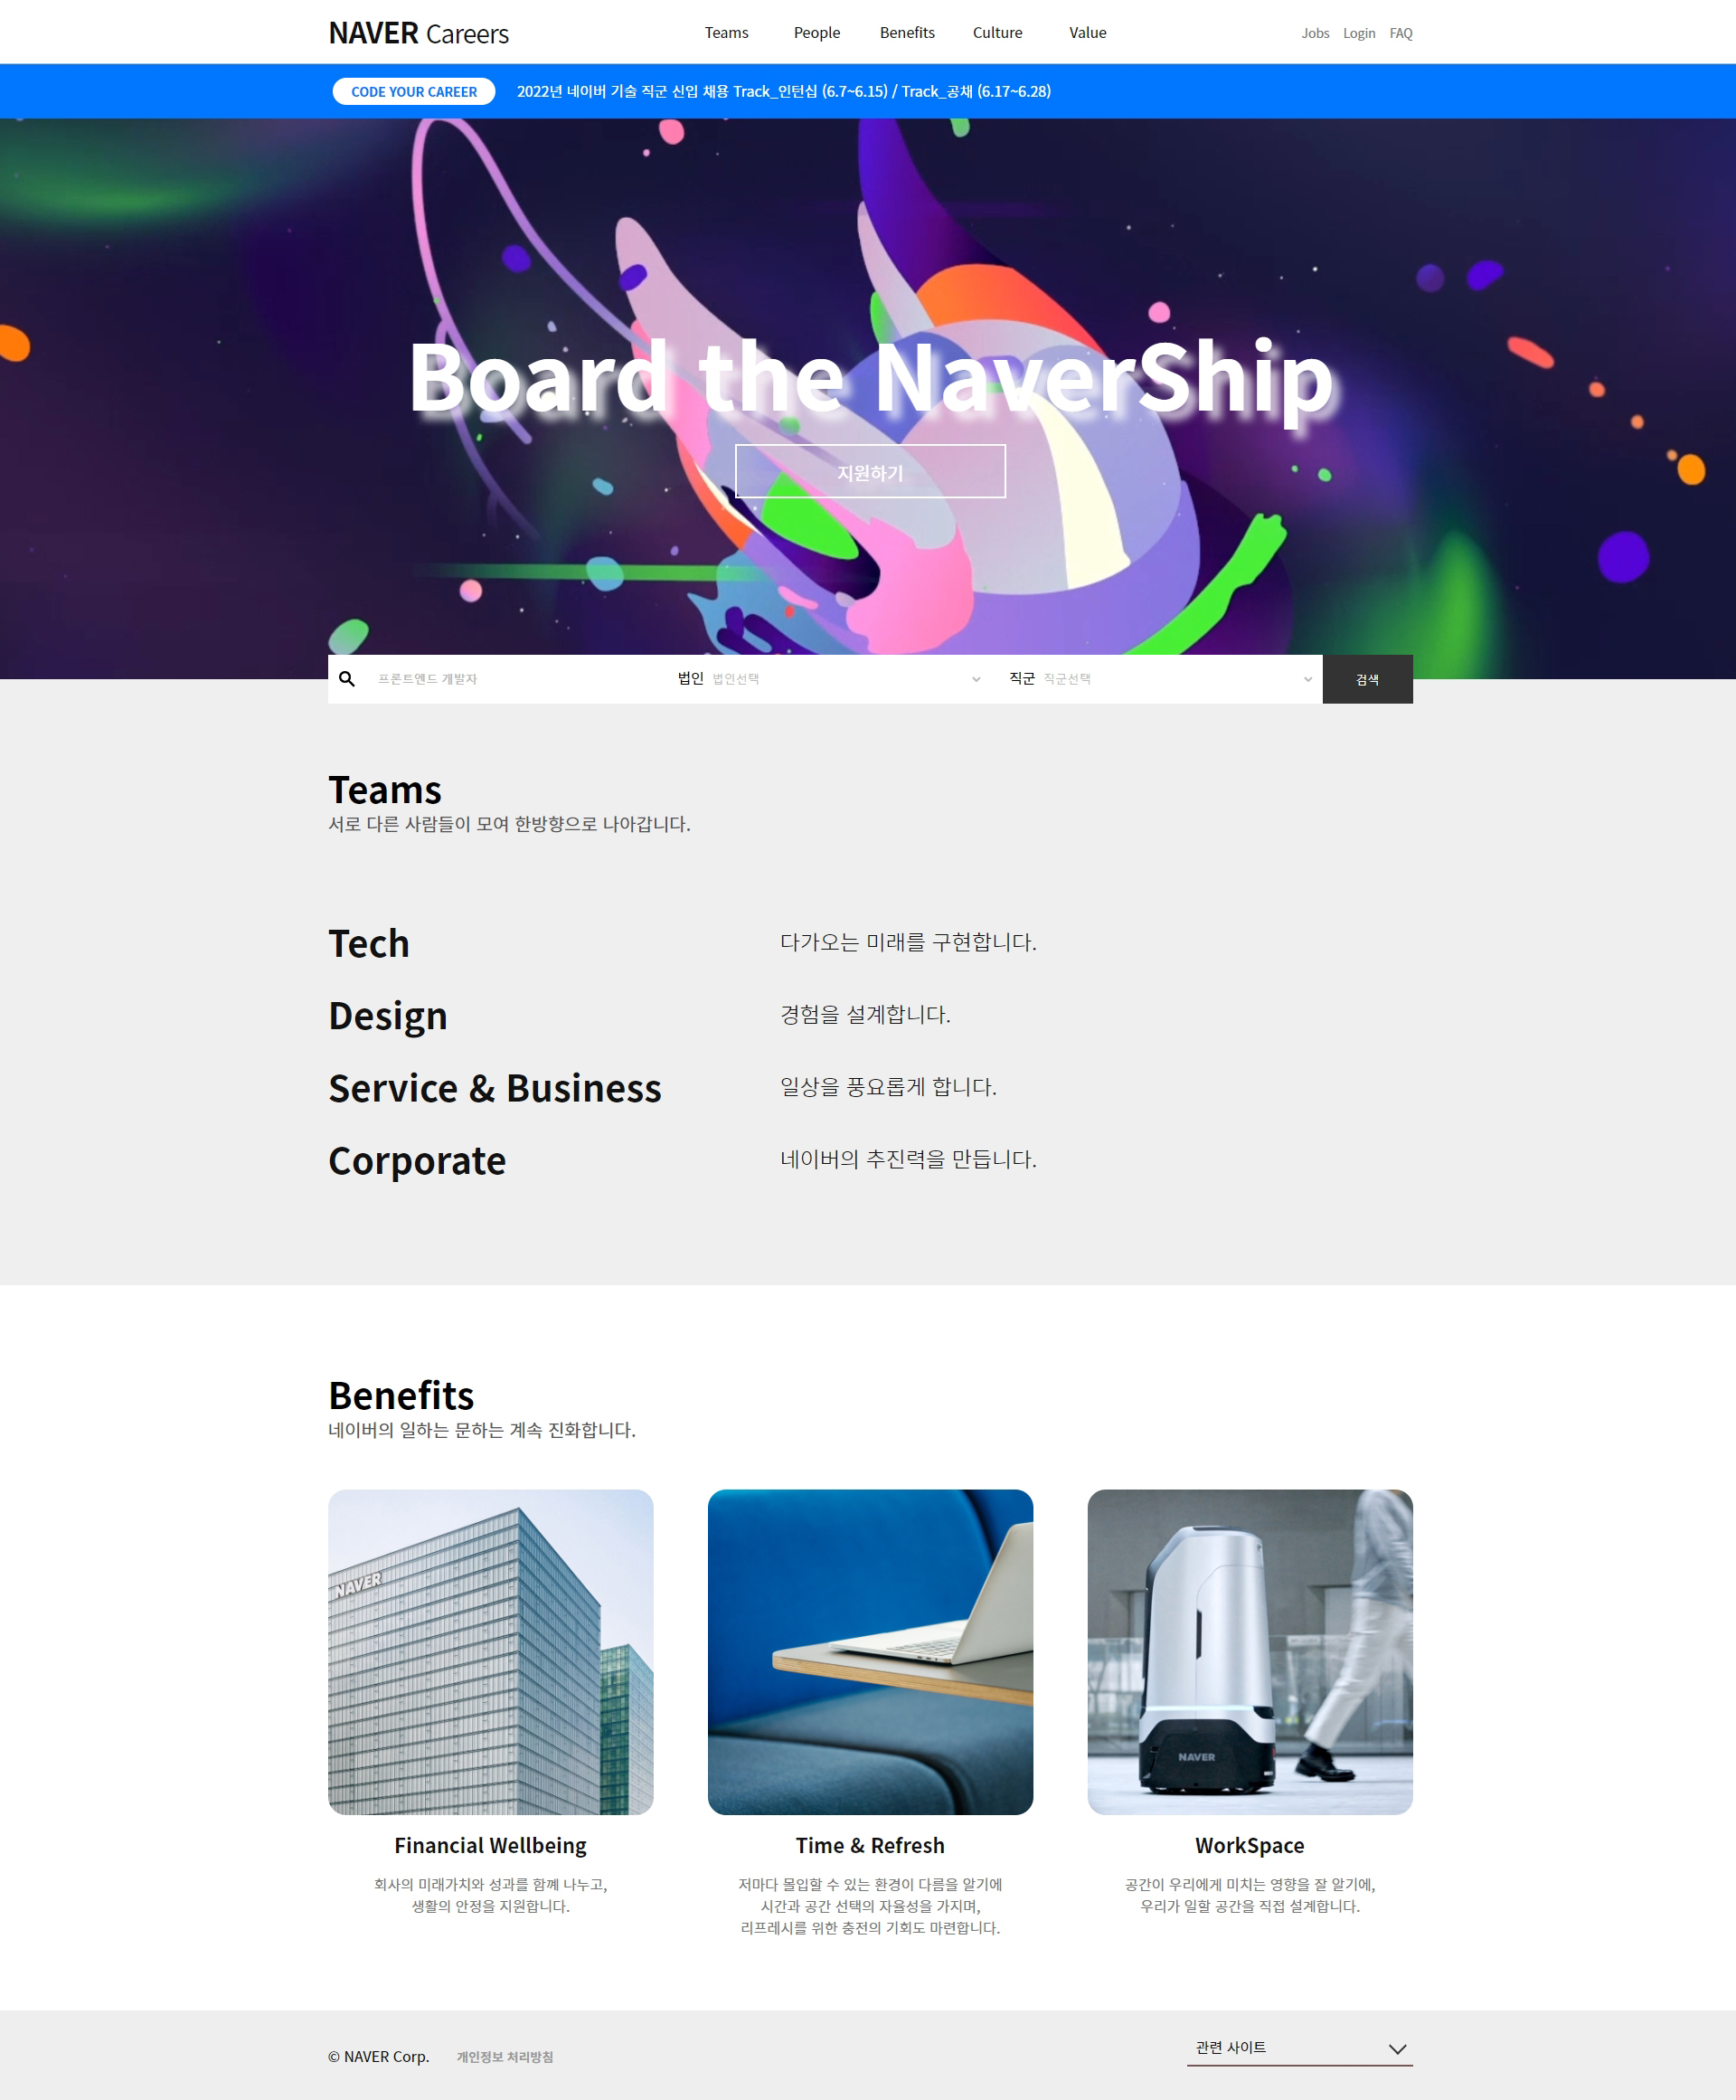 NAVER Careers
Teams People Benefits Culture Value
Jobs Login FAQ
CODE YOUR CAREER 2022년 네이버 기술 직군 신입 채용 Track_인턴십 (6.7~6.15) / Track_공채 (6.17~6.28)
Board the NaverShip
지원하기
프론트엔드 개발자 법인 법인선택 직군 직군선택 검색
Teams
서로 다른 사람들이 모여 한방향으로 나아갑니다.
Tech 다가오는 미래를 구현합니다.
Design 경험을 설계합니다.
Service & Business 일상을 풍요롭게 합니다.
Corporate 네이버의 추진력을 만듭니다.
Benefits
네이버의 일하는 문하는 계속 진화합니다.
NAVER
NAVER
Financial Wellbeing
회사의 미래가치와 성과를 함께 나누고,
생활의 안정을 지원합니다.
Time & Refresh
저마다 몰입할 수 있는 환경이 다름을 알기에
시간과 공간 선택의 자율성을 가지며,
리프레시를 위한 충전의 기회도 마련합니다.
WorkSpace
공간이 우리에게 미치는 영향을 잘 알기에,
우리가 일할 공간을 직접 설계합니다.
© NAVER Corp. 개인정보 처리방침
관련 사이트